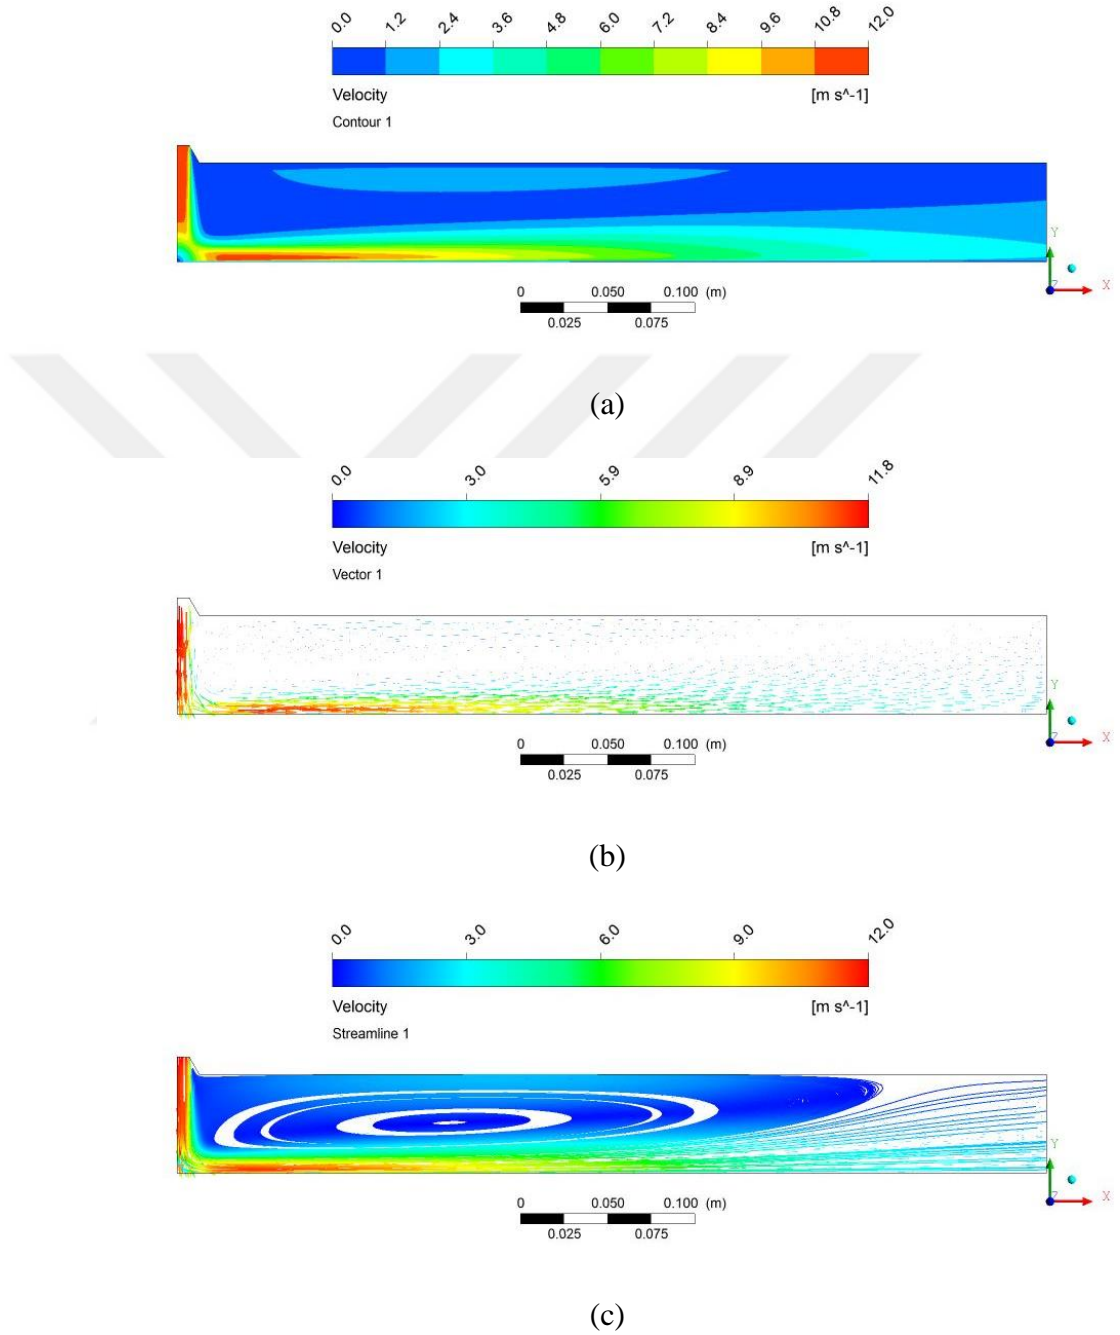 0.0 1.2 2.4 3.6 4.8 6.0 7.2 8.4 9.6 10.8 12.0
Velocity [m s^-1]
Contour 1
Y
Z X
0 0.050 0.100 (m)
0.025 0.075
(a)
0.0 3.0 5.9 8.9 11.8
Velocity [m s^-1]
Vector 1
Y
Z X
0 0.050 0.100 (m)
0.025 0.075
(b)
0.0 3.0 6.0 9.0 12.0
Velocity [m s^-1]
Streamline 1
Y
Z X
0 0.050 0.100 (m)
0.025 0.075
(c)